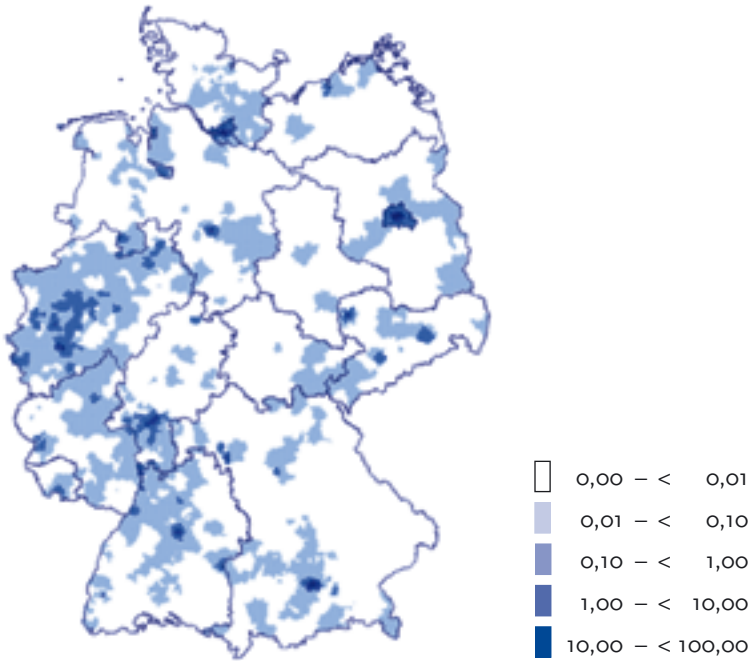 0,00 – < 0,01
0,01 – < 0,10
0,10 – < 1,00
1,00 – < 10,00
10,00 – < 100,00